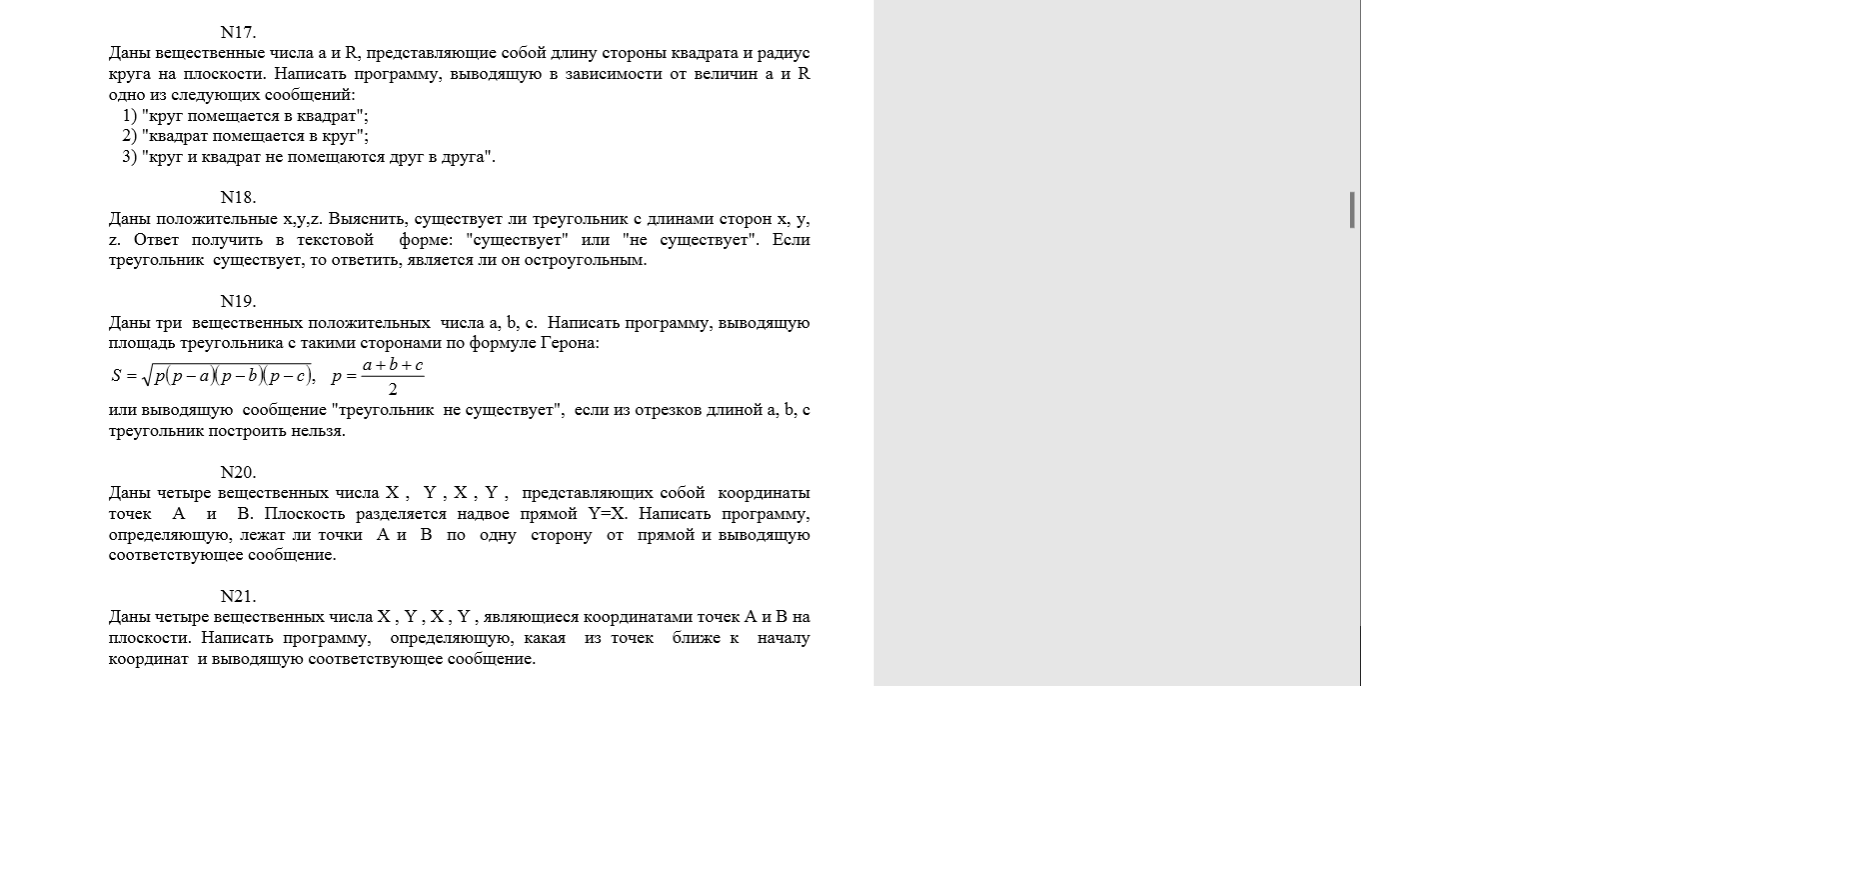 N17.
Даны вещественные числа a и R, представляющие собой длину стороны квадрата и радиус
круга на плоскости. Написать программу, выводящую в зависимости от величин a и R
одно из следующих сообщений:
1) "круг помещается в квадрат";
2) "квадрат помещается в круг";
3) "круг и квадрат не помещаются друг в друга".
N18.
Даны положительные x,y,z. Выяснить, существует ли треугольник с длинами сторон x, y,
z. Ответ получить в текстовой форме: "существует" или "не существует". Если
треугольник существует, то ответить, является ли он остроугольным.
N19.
Даны три вещественных положительных числа a, b, c. Написать программу, выводящую
площадь треугольника с такими сторонами по формуле Герона:
S = √p(p − a)(p − b)(p − c), p = (a + b + c) / 2
или выводящую сообщение "треугольник не существует", если из отрезков длиной a, b, c
треугольник построить нельзя.
N20.
Даны четыре вещественных числа X , Y , X , Y , представляющих собой координаты
точек A и B. Плоскость разделяется надвое прямой Y=X. Написать программу,
определяющую, лежат ли точки A и B по одну сторону от прямой и выводящую
соответствующее сообщение.
N21.
Даны четыре вещественных числа X , Y , X , Y , являющиеся координатами точек A и B на
плоскости. Написать программу, определяющую, какая из точек ближе к началу
координат и выводящую соответствующее сообщение.